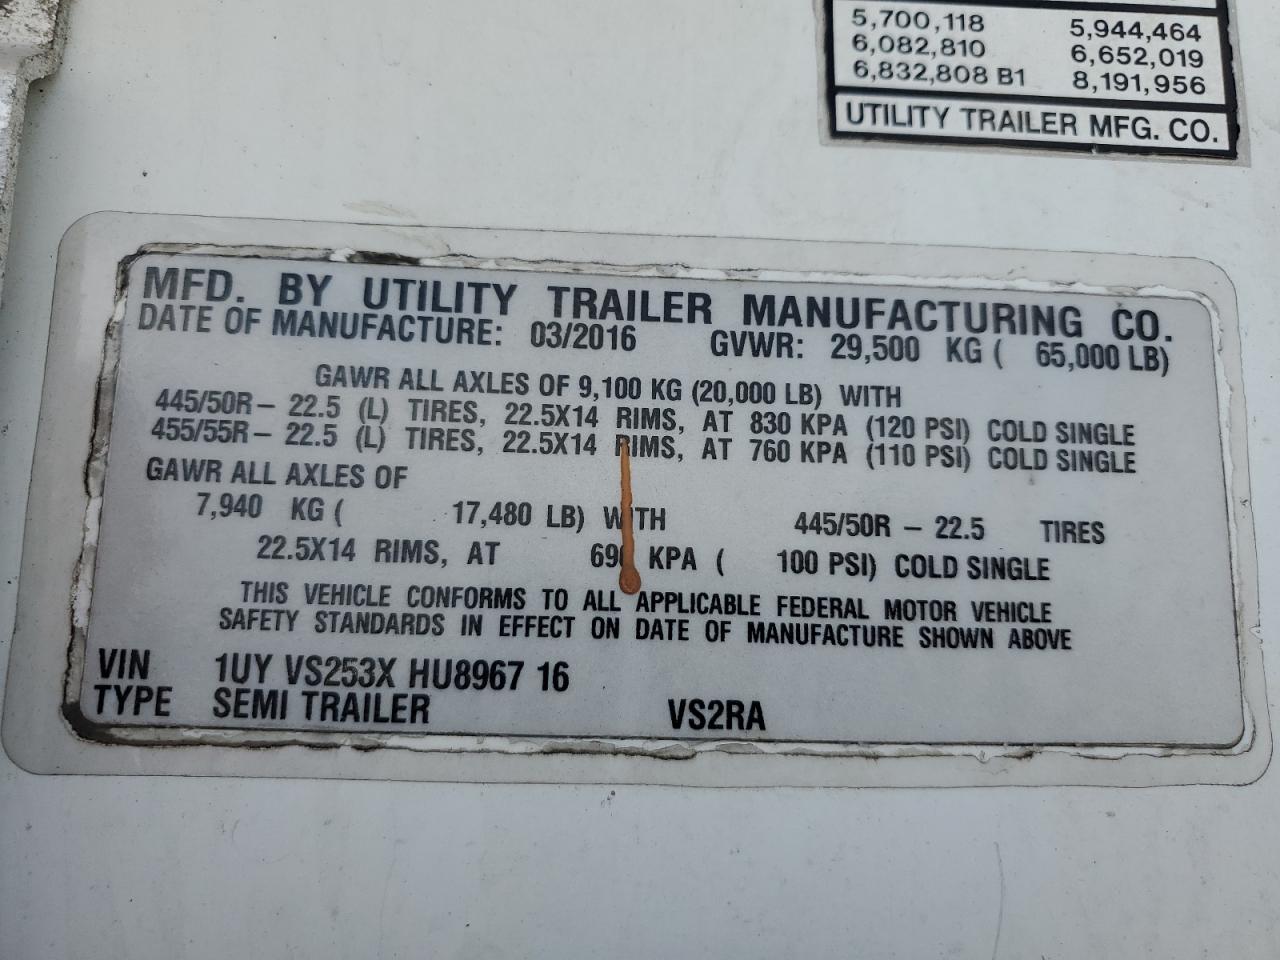 5,700,118 5,944,464
6,082,810 6,652,019
6,832,808 B1 8,191,956
UTILITY TRAILER MFG. CO.
MFD. BY UTILITY TRAILER MANUFACTURING CO.
DATE OF MANUFACTURE: 03/2016 GVWR: 29,500 KG ( 65,000 LB)
GAWR ALL AXLES OF 9,100 KG (20,000 LB) WITH
445/50R – 22.5 (L) TIRES, 22.5X14 RIMS, AT 830 KPA (120 PSI) COLD SINGLE
455/55R – 22.5 (L) TIRES, 22.5X14 RIMS, AT 760 KPA (110 PSI) COLD SINGLE
GAWR ALL AXLES OF
7,940 KG ( 17,480 LB) WITH 445/50R – 22.5 TIRES
22.5X14 RIMS, AT 690 KPA ( 100 PSI) COLD SINGLE
THIS VEHICLE CONFORMS TO ALL APPLICABLE FEDERAL MOTOR VEHICLE
SAFETY STANDARDS IN EFFECT ON DATE OF MANUFACTURE SHOWN ABOVE
VIN 1UY VS253X HU8967 16
TYPE SEMI TRAILER VS2RA